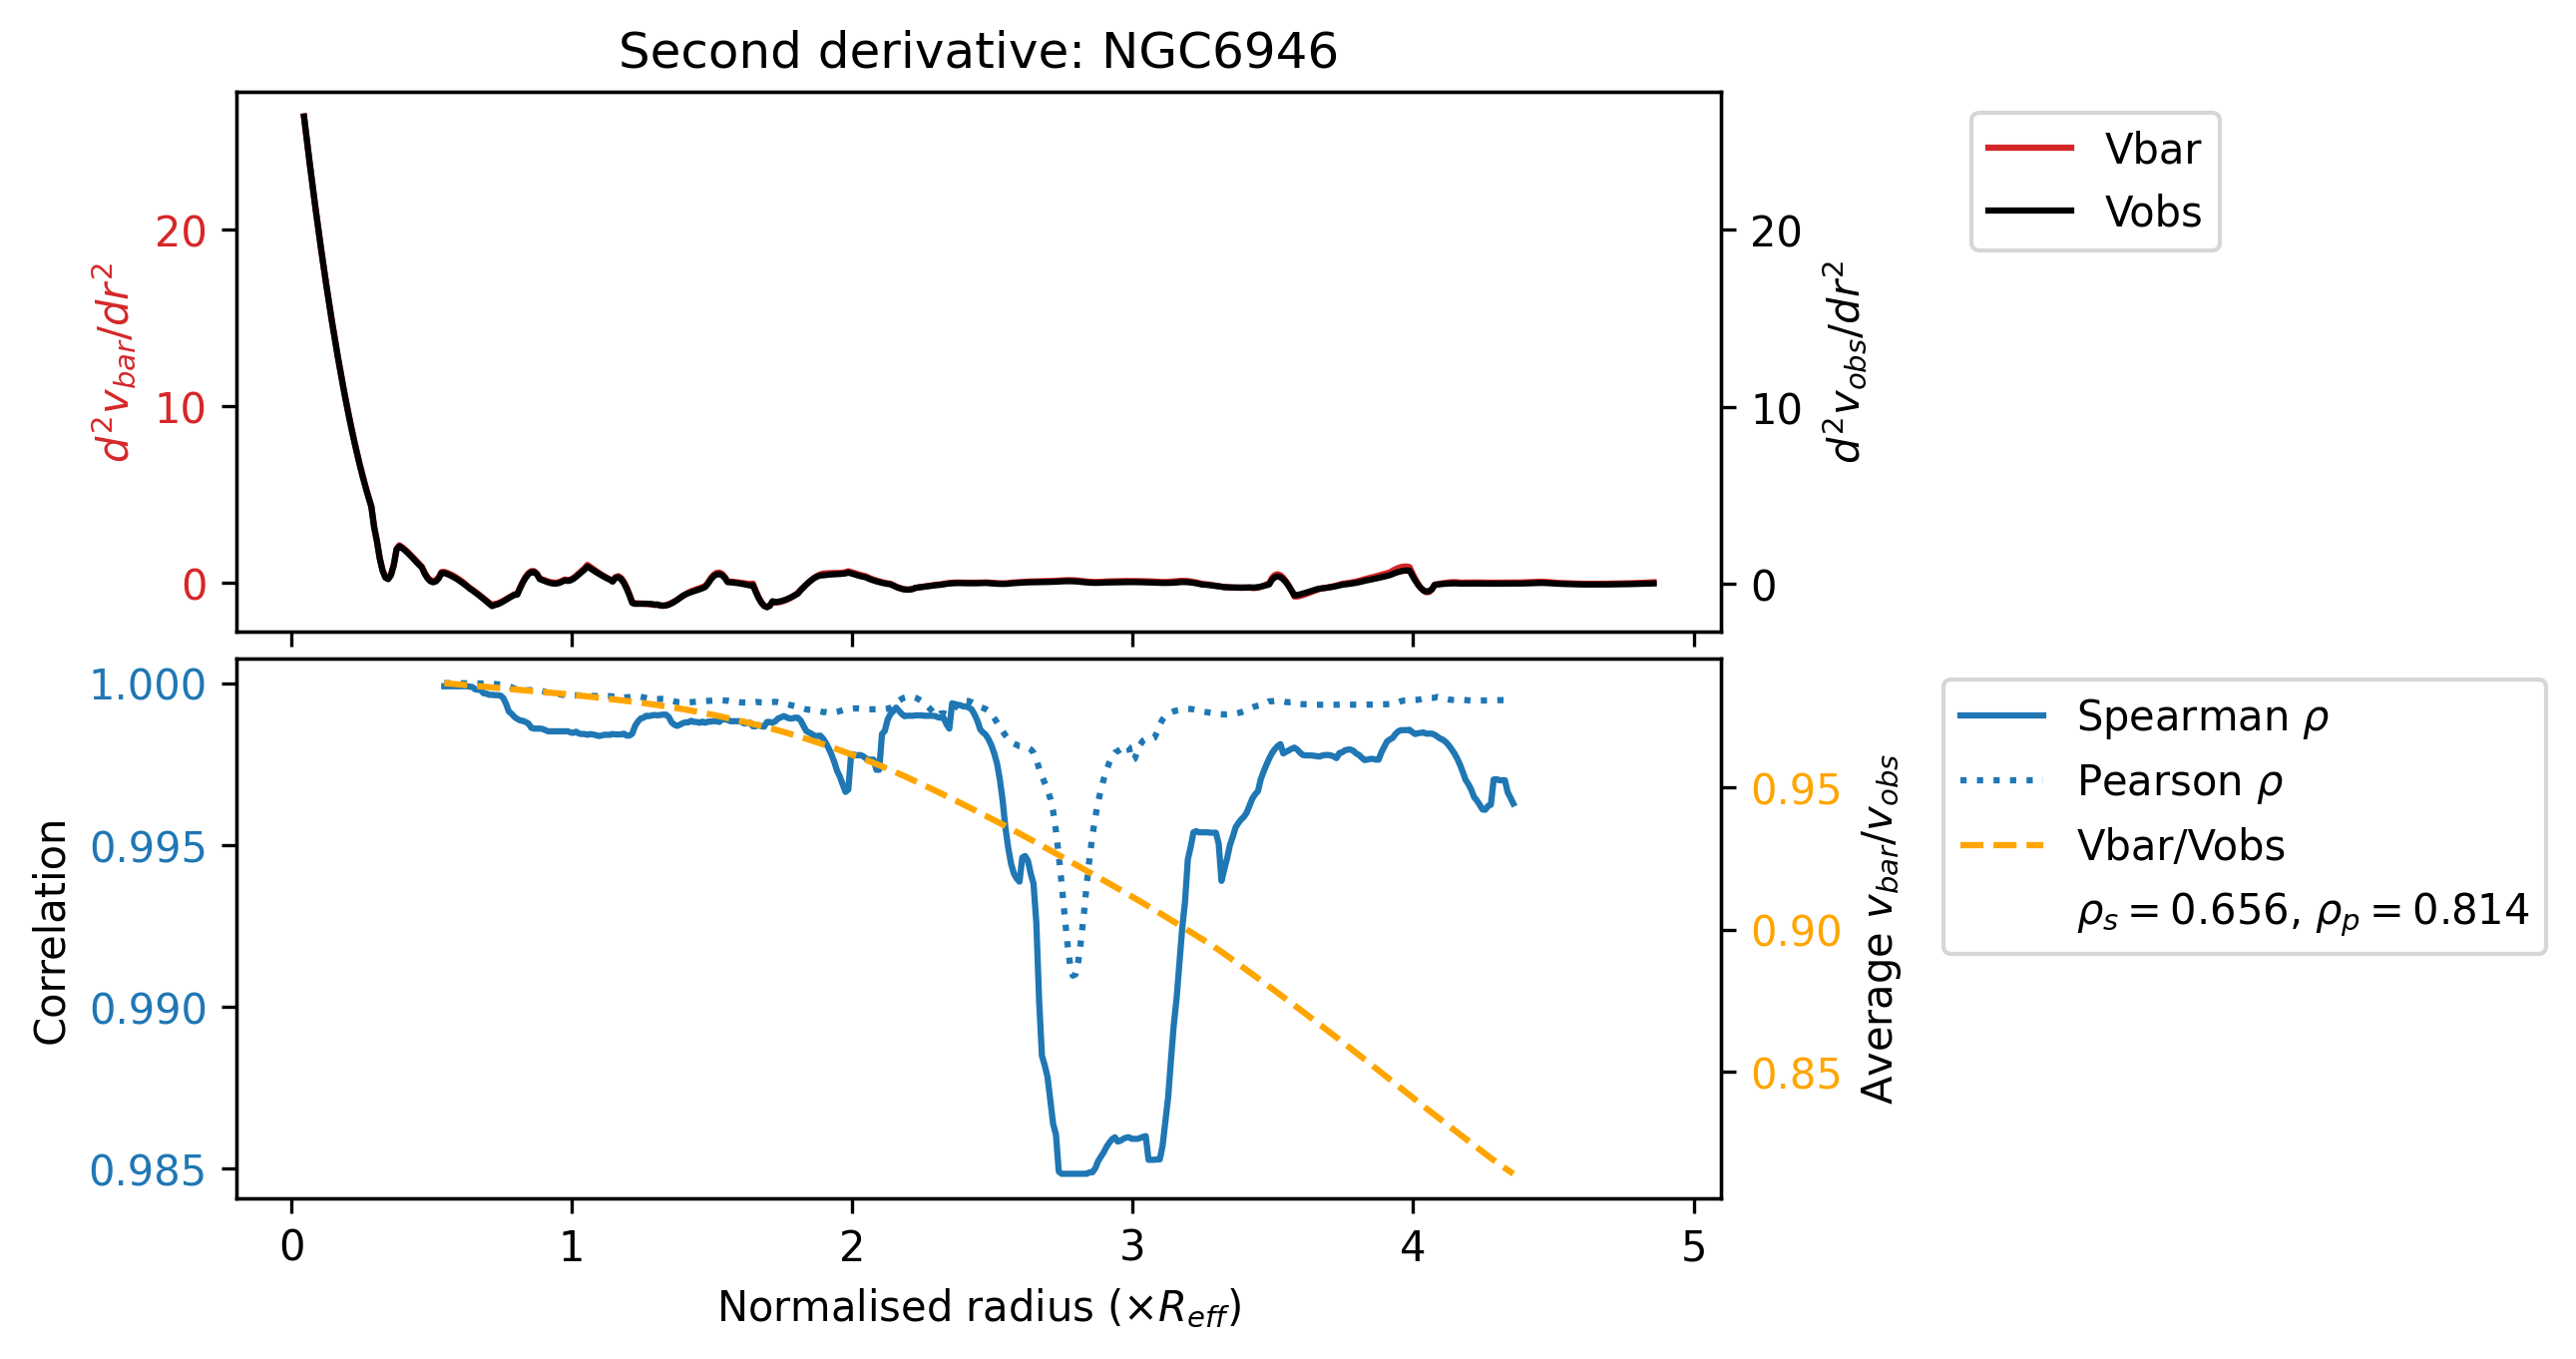 Second derivative: NGC6946
20
10
0
d²v_bar/dr²
20
10
0
d²v_obs/dr²
Vbar
Vobs
1.000
0.995
0.990
0.985
Correlation
0.95
0.90
0.85
Average v_bar/v_obs
Spearman ρ
Pearson ρ
Vbar/Vobs
ρ_s = 0.656, ρ_p = 0.814
0 1 2 3 4 5
Normalised radius (×R_eff)